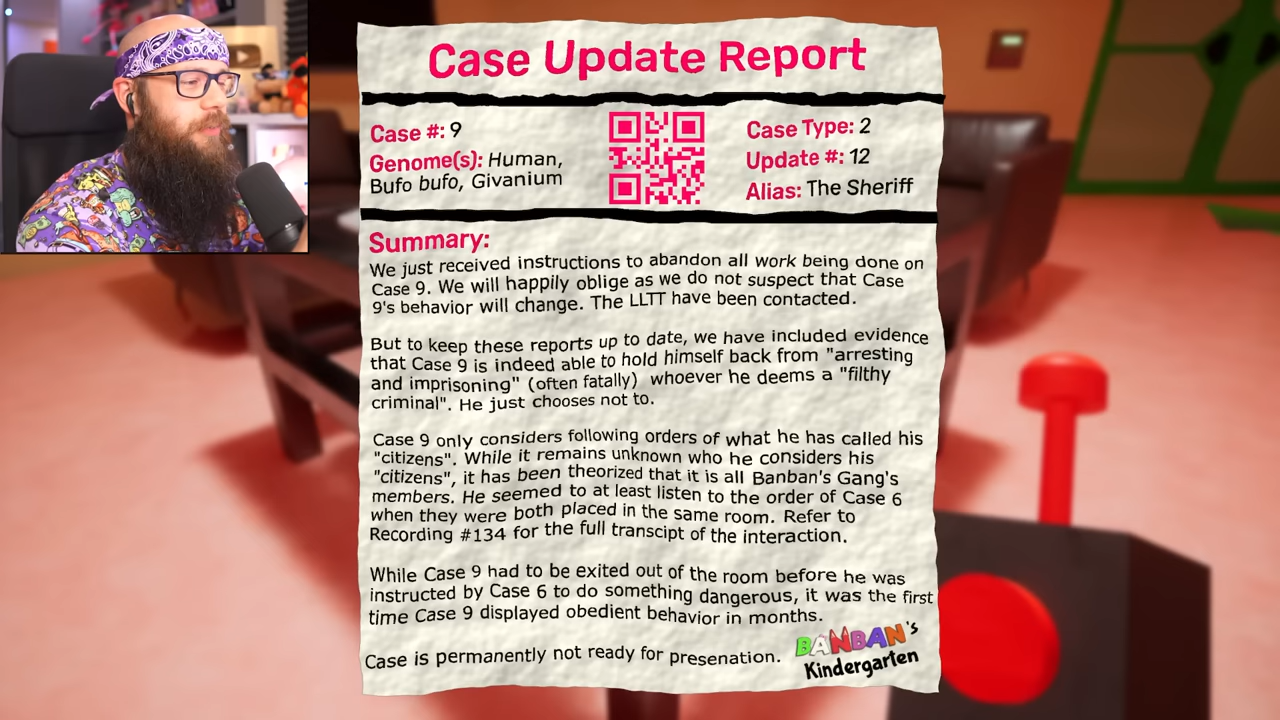 Case Update Report
Case #: 9
Genome(s): Human,
Bufo bufo, Givanium
Case Type: 2
Update #: 12
Alias: The Sheriff
Summary:
We just received instructions to abandon all work being done on
Case 9. We will happily oblige as we do not suspect that Case
9's behavior will change. The LLTT have been contacted.
But to keep these reports up to date, we have included evidence
that Case 9 is indeed able to hold himself back from "arresting
and imprisoning" (often fatally) whoever he deems a "filthy
criminal". He just chooses not to.
Case 9 only considers following orders of what he has called his
"citizens". While it remains unknown who he considers his
"citizens", it has been theorized that it is all Banban's Gang's
members. He seemed to at least listen to the order of Case 6
when they were both placed in the same room. Refer to
Recording #134 for the full transcipt of the interaction.
While Case 9 had to be exited out of the room before he was
instructed by Case 6 to do something dangerous, it was the first
time Case 9 displayed obedient behavior in months.
Case is permanently not ready for presenation.
BANBAN's
Kindergarten